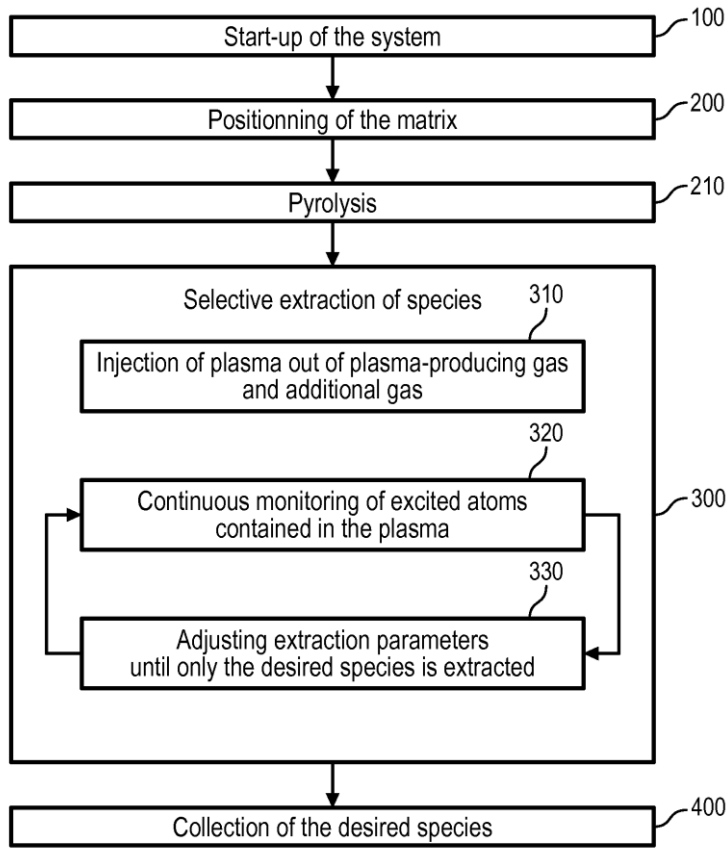 100
Start-up of the system
200
Positionning of the matrix
210
Pyrolysis
Selective extraction of species
310
Injection of plasma out of plasma-producing gas
and additional gas
320
Continuous monitoring of excited atoms
contained in the plasma
300
330
Adjusting extraction parameters
until only the desired species is extracted
400
Collection of the desired species